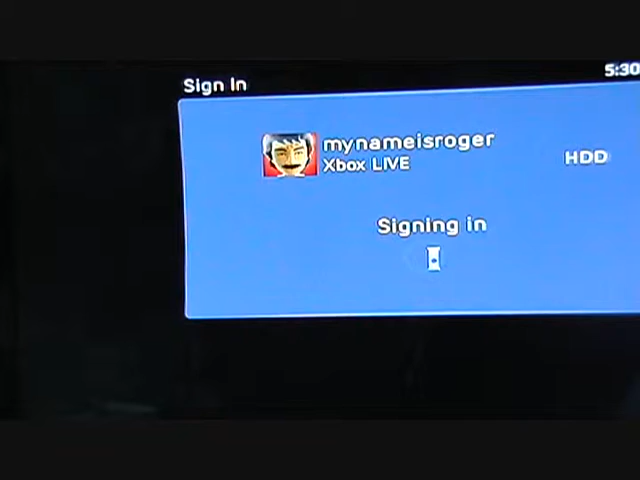 5:30
Sign In
mynameisroger
Xbox LIVE
HDD
Signing in